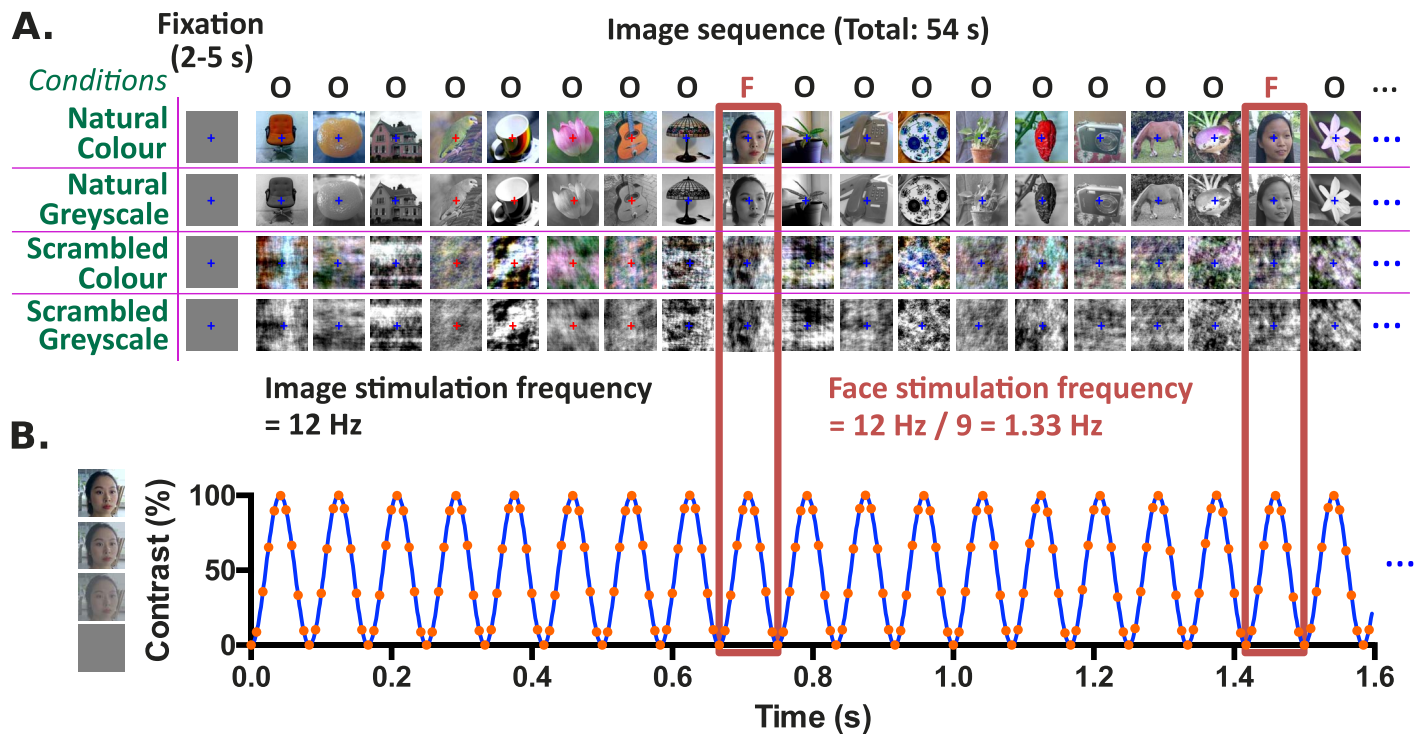 A.
Fixation
(2-5 s)
Image sequence (Total: 54 s)
Conditions
O O O O O O O O F O O O O O O O O F O ...
Natural
Colour
...
Natural
Greyscale
...
Scrambled
Colour
...
Scrambled
Greyscale
...
Image stimulation frequency
= 12 Hz
Face stimulation frequency
= 12 Hz / 9 = 1.33 Hz
B.
Contrast (%)
100
50
0
...
0.0 0.2 0.4 0.6 0.8 1.0 1.2 1.4 1.6
Time (s)